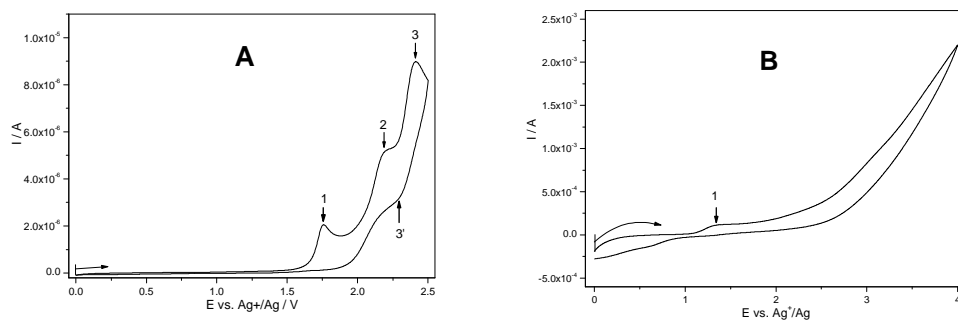 A
1.0x10⁻⁵
8.0x10⁻⁶
6.0x10⁻⁶
4.0x10⁻⁶
2.0x10⁻⁶
0.0
I / A
1
2
3
3'
0.0 0.5 1.0 1.5 2.0 2.5
E vs. Ag+/Ag / V
B
2.5x10⁻³
2.0x10⁻³
1.5x10⁻³
1.0x10⁻³
5.0x10⁻⁴
0.0
-5.0x10⁻⁴
I / A
1
0 1 2 3 4
E vs. Ag⁺/Ag